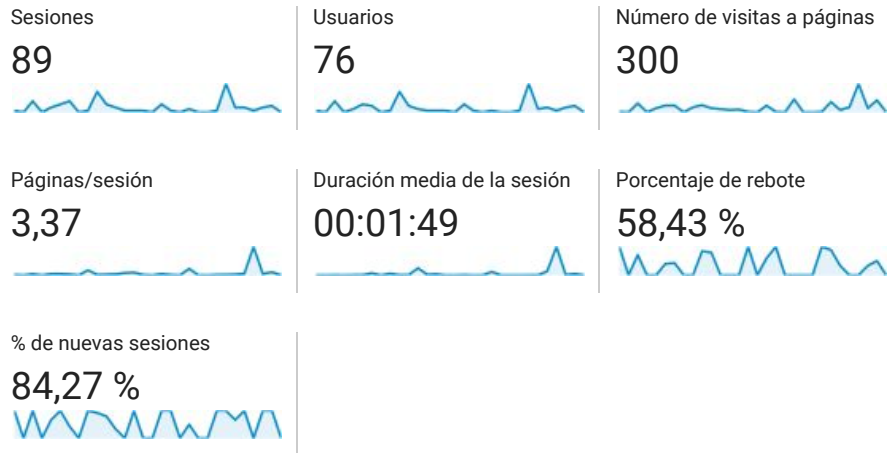 Sesiones
89
Usuarios
76
Número de visitas a páginas
300
Páginas/sesión
3,37
Duración media de la sesión
00:01:49
Porcentaje de rebote
58,43 %
% de nuevas sesiones
84,27 %